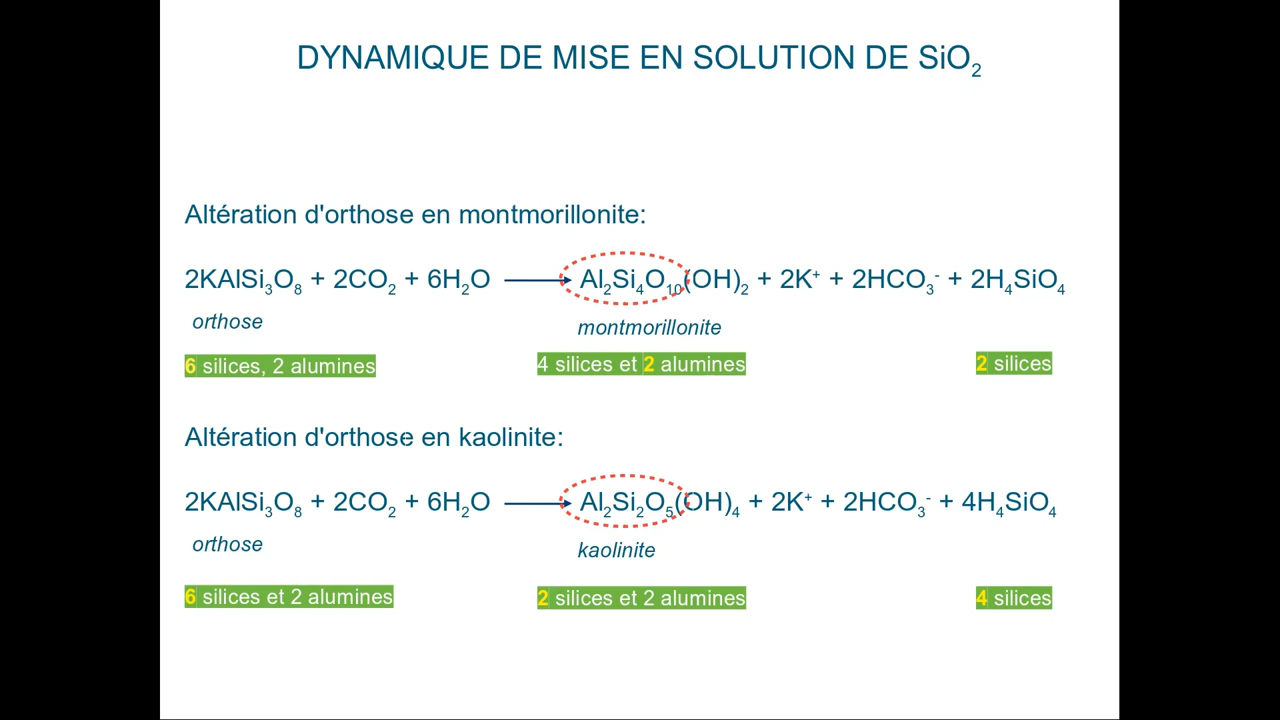 DYNAMIQUE DE MISE EN SOLUTION DE SiO₂
Altération d'orthose en montmorillonite:
2KAlSi₃O₈ + 2CO₂ + 6H₂O ⟶ Al₂Si₄O₁₀(OH)₂ + 2K⁺ + 2HCO₃⁻ + 2H₄SiO₄
orthose montmorillonite
6 silices, 2 alumines 4 silices et 2 alumines 2 silices
Altération d'orthose en kaolinite:
2KAlSi₃O₈ + 2CO₂ + 6H₂O ⟶ Al₂Si₂O₅(OH)₄ + 2K⁺ + 2HCO₃⁻ + 4H₄SiO₄
orthose kaolinite
6 silices et 2 alumines 2 silices et 2 alumines 4 silices